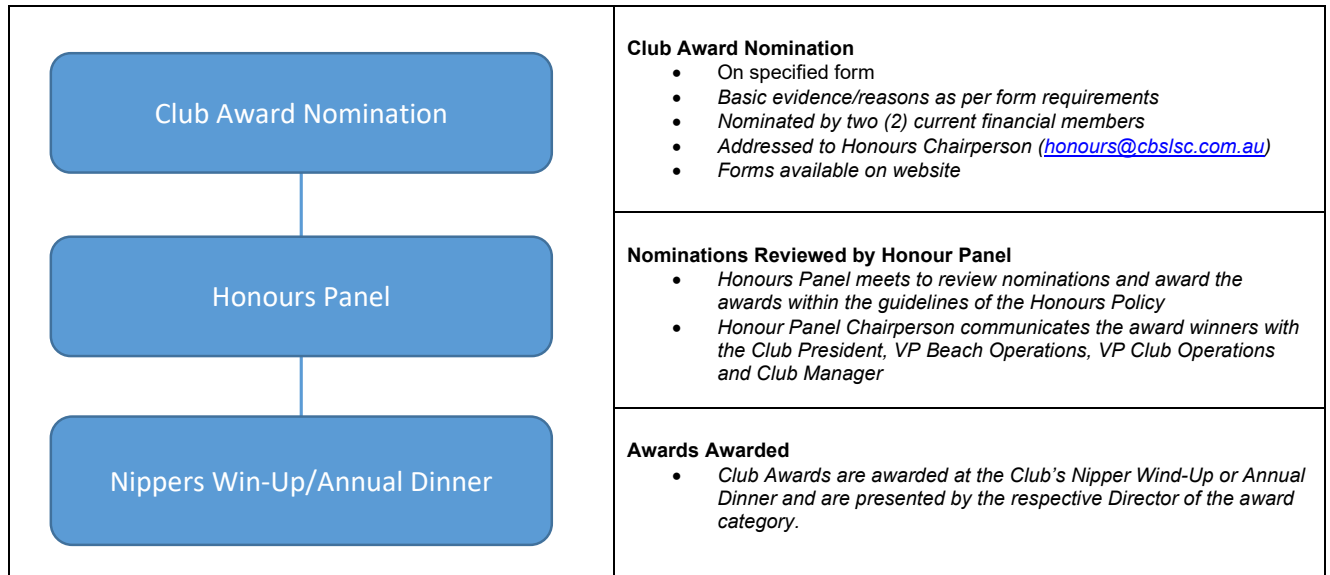 Club Award Nomination
Honours Panel
Nippers Win-Up/Annual Dinner
Club Award Nomination
• On specified form
• Basic evidence/reasons as per form requirements
• Nominated by two (2) current financial members
• Addressed to Honours Chairperson (honours@cbslsc.com.au)
• Forms available on website
Nominations Reviewed by Honour Panel
• Honours Panel meets to review nominations and award the
awards within the guidelines of the Honours Policy
• Honour Panel Chairperson communicates the award winners with
the Club President, VP Beach Operations, VP Club Operations
and Club Manager
Awards Awarded
• Club Awards are awarded at the Club's Nipper Wind-Up or Annual
Dinner and are presented by the respective Director of the award
category.